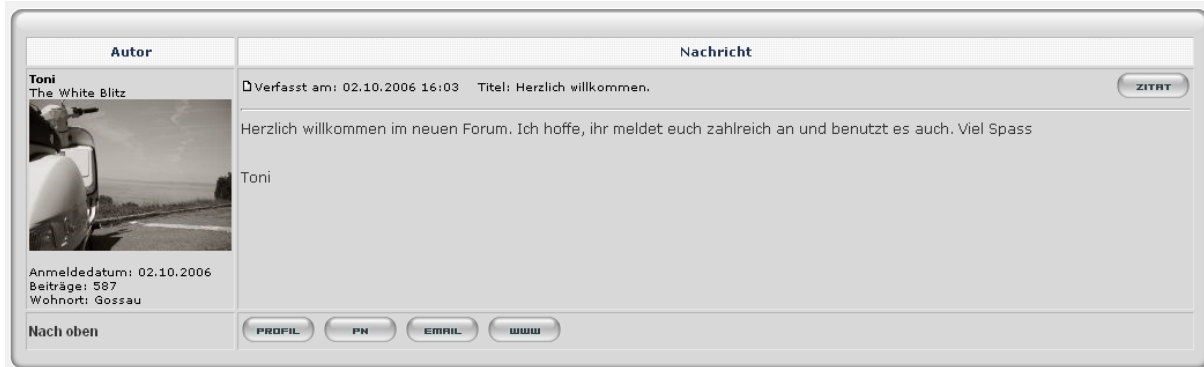 Autor
Nachricht
Toni
The White Blitz
Verfasst am: 02.10.2006 16:03 Titel: Herzlich willkommen.
ZITAT
Herzlich willkommen im neuen Forum. Ich hoffe, ihr meldet euch zahlreich an und benutzt es auch. Viel Spass
Toni
Anmeldedatum: 02.10.2006
Beiträge: 587
Wohnort: Gossau
Nach oben
PROFIL
PN
EMAIL
WWW